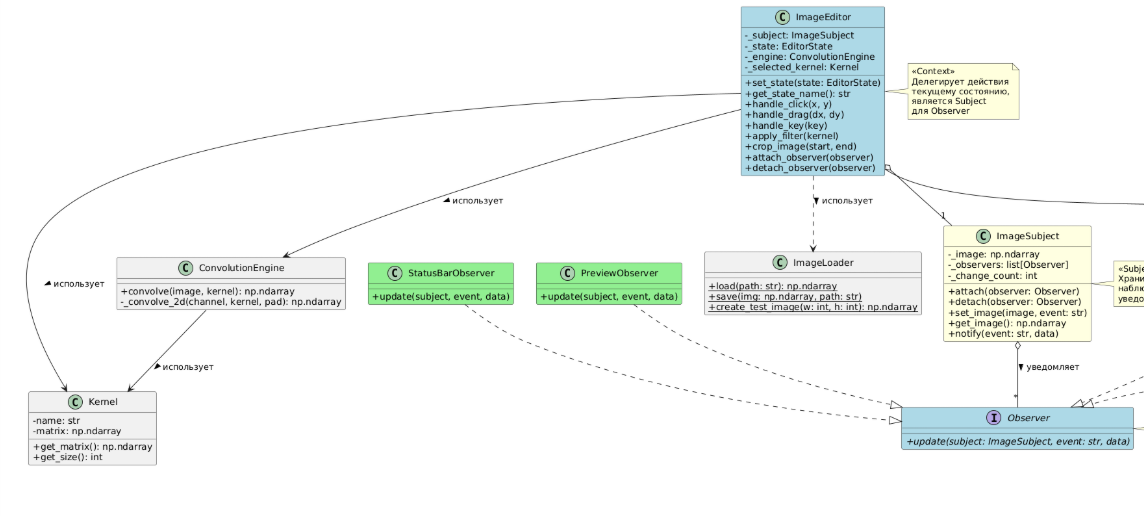 C ImageEditor
-_subject: ImageSubject
-_state: EditorState
-_engine: ConvolutionEngine
-_selected_kernel: Kernel
+set_state(state: EditorState)
+get_state_name(): str
+handle_click(x, y)
+handle_drag(dx, dy)
+handle_key(key)
+apply_filter(kernel)
+crop_image(start, end)
+attach_observer(observer)
+detach_observer(observer)
«Context»
Делегирует действия
текущему состоянию,
является Subject
для Observer
использует
использует
1
C ConvolutionEngine
+convolve(image, kernel): np.ndarray
-_convolve_2d(channel, kernel, pad): np.ndarray
C StatusBarObserver
+update(subject, event, data)
C PreviewObserver
+update(subject, event, data)
C ImageLoader
+load(path: str): np.ndarray
+save(img: np.ndarray, path: str)
+create_test_image(w: int, h: int): np.ndarray
C ImageSubject
-_image: np.ndarray
-_observers: list[Observer]
-_change_count: int
+attach(observer: Observer)
+detach(observer: Observer)
+set_image(image, event: str)
+get_image(): np.ndarray
+notify(event: str, data)
«Subje
Храни
наблю
уведо
использует
использует
уведомляет
*
C Kernel
-name: str
-matrix: np.ndarray
+get_matrix(): np.ndarray
+get_size(): int
I Observer
+update(subject: ImageSubject, event: str, data)